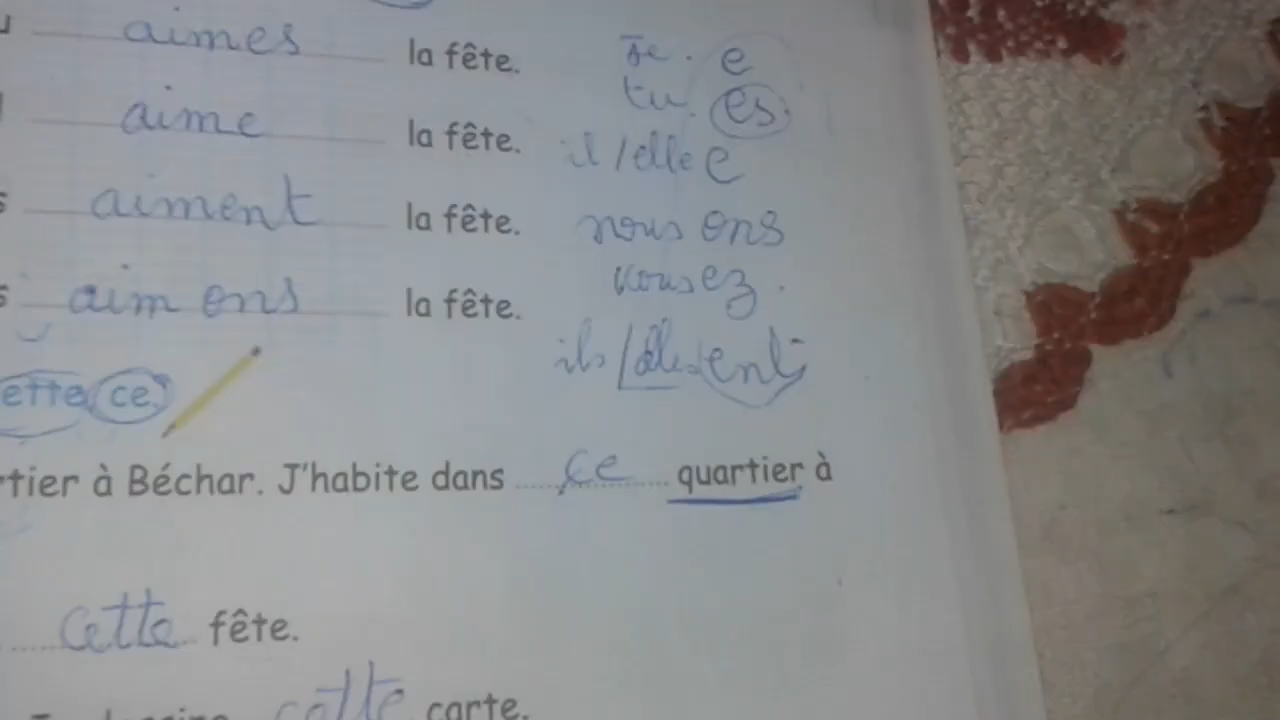 aimes la fête. Je . e
tu . es.
aime la fête. il/elle e
aiment la fête. nous ons
vous ez .
aim ons la fête.
ils/elles ent
ette, ce.
rtier à Béchar. J'habite dans ce quartier à
cette fête.
cette carte.